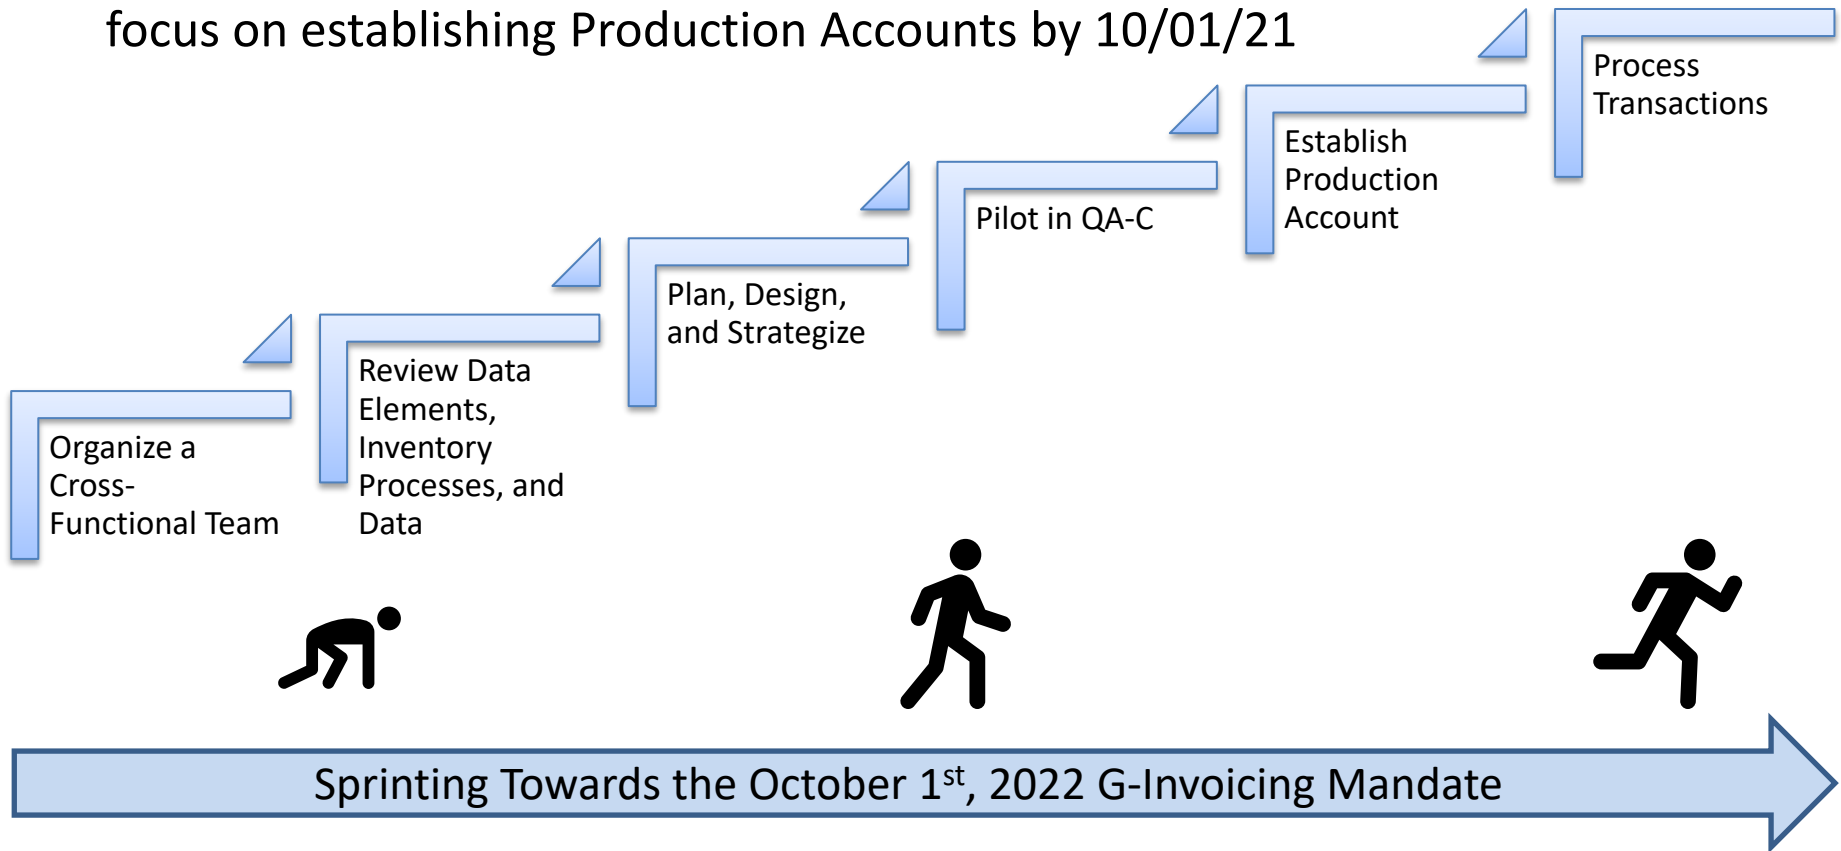 focus on establishing Production Accounts by 10/01/21
Organize a
Cross-
Functional Team
Review Data
Elements,
Inventory
Processes, and
Data
Plan, Design,
and Strategize
Pilot in QA-C
Establish
Production
Account
Process
Transactions
Sprinting Towards the October 1st, 2022 G-Invoicing Mandate